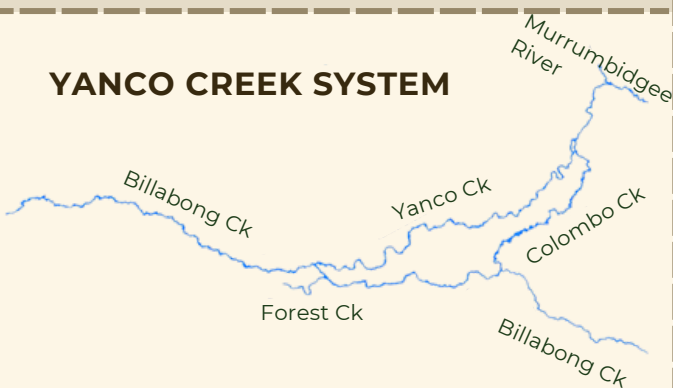 Murrumbidgee
River
YANCO CREEK SYSTEM
Billabong Ck
Yanco Ck
Colombo Ck
Forest Ck
Billabong Ck